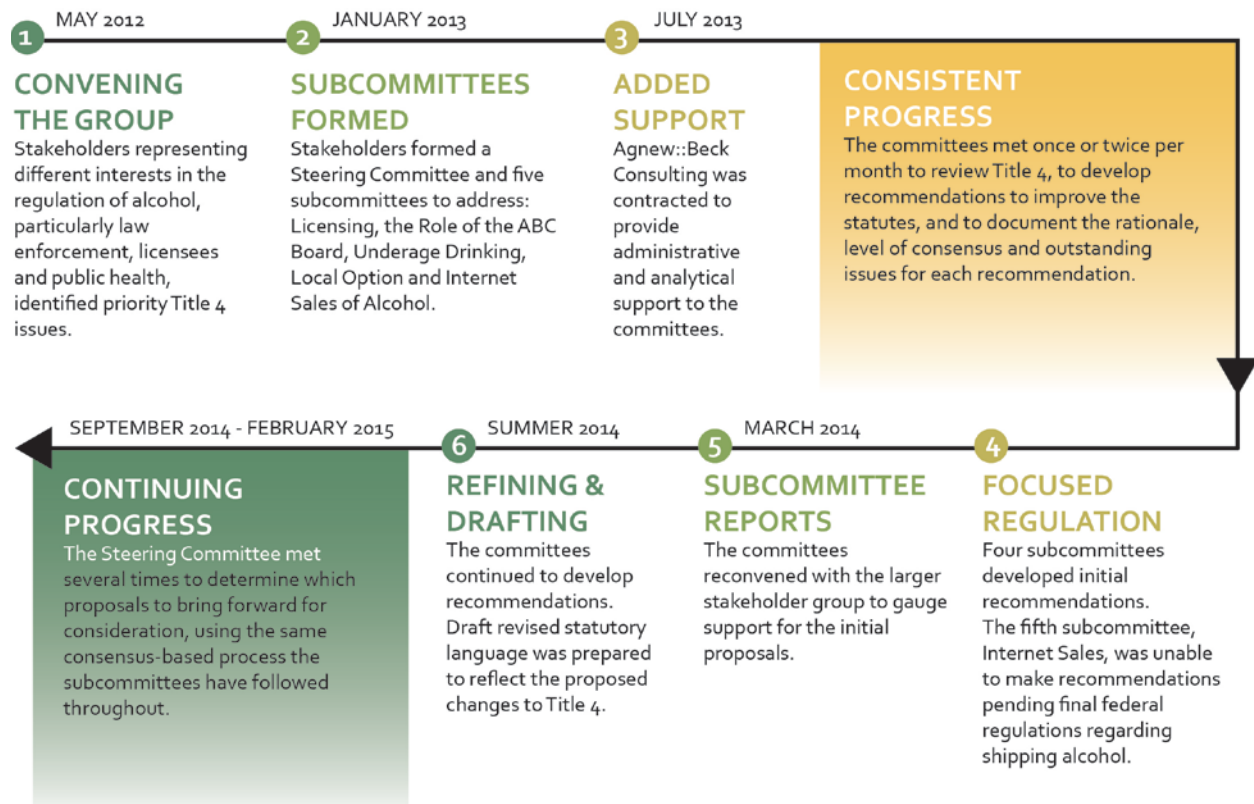 MAY 2012
1
CONVENING
THE GROUP
Stakeholders representing
different interests in the
regulation of alcohol,
particularly law
enforcement, licensees
and public health,
identified priority Title 4
issues.
JANUARY 2013
2
SUBCOMMITTEES
FORMED
Stakeholders formed a
Steering Committee and five
subcommittees to address:
Licensing, the Role of the ABC
Board, Underage Drinking,
Local Option and Internet
Sales of Alcohol.
JULY 2013
3
ADDED
SUPPORT
Agnew::Beck
Consulting was
contracted to
provide
administrative
and analytical
support to the
committees.
CONSISTENT
PROGRESS
The committees met once or twice per
month to review Title 4, to develop
recommendations to improve the
statutes, and to document the rationale,
level of consensus and outstanding
issues for each recommendation.
4
FOCUSED
REGULATION
Four subcommittees
developed initial
recommendations.
The fifth subcommittee,
Internet Sales, was unable
to make recommendations
pending final federal
regulations regarding
shipping alcohol.
MARCH 2014
5
SUBCOMMITTEE
REPORTS
The committees
reconvened with the larger
stakeholder group to gauge
support for the initial
proposals.
SUMMER 2014
6
REFINING &
DRAFTING
The committees
continued to develop
recommendations.
Draft revised statutory
language was prepared
to reflect the proposed
changes to Title 4.
SEPTEMBER 2014 - FEBRUARY 2015
CONTINUING
PROGRESS
The Steering Committee met
several times to determine which
proposals to bring forward for
consideration, using the same
consensus-based process the
subcommittees have followed
throughout.